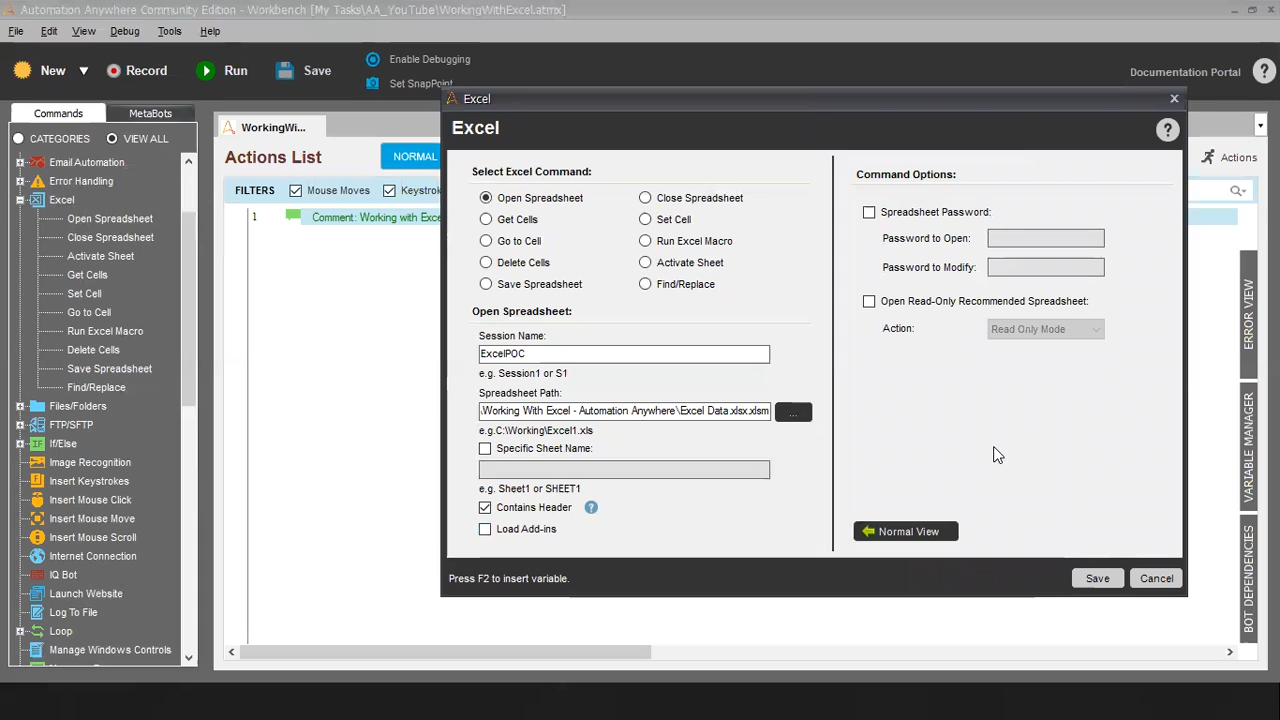 Automation Anywhere Community Edition - Workbench [My Tasks\AA_YouTube\WorkingWithExcel.atmx]
File Edit View Debug Tools Help
New Record Run Save
Enable Debugging
Set SnapPoint
Documentation Portal
Commands MetaBots
CATEGORIES VIEW ALL
Email Automation
Error Handling
Excel
Open Spreadsheet
Close Spreadsheet
Activate Sheet
Get Cells
Set Cell
Go to Cell
Run Excel Macro
Delete Cells
Save Spreadsheet
Find/Replace
Files/Folders
FTP/SFTP
If/Else
Image Recognition
Insert Keystrokes
Insert Mouse Click
Insert Mouse Move
Insert Mouse Scroll
Internet Connection
IQ Bot
Launch Website
Log To File
Loop
Manage Windows Controls
WorkingWi...
Actions List
NORMAL
Actions
FILTERS Mouse Moves Keystro
1 Comment: Working with Exce
Excel
Excel
Select Excel Command:
Open Spreadsheet Close Spreadsheet
Get Cells Set Cell
Go to Cell Run Excel Macro
Delete Cells Activate Sheet
Save Spreadsheet Find/Replace
Open Spreadsheet:
Session Name:
ExcelPOC
e.g. Session1 or S1
Spreadsheet Path:
\Working With Excel - Automation Anywhere\Excel Data.xlsx.xlsm
...
e.g.C:\Working\Excel1.xls
Specific Sheet Name:
e.g. Sheet1 or SHEET1
Contains Header
Load Add-ins
Command Options:
Spreadsheet Password:
Password to Open:
Password to Modify:
Open Read-Only Recommended Spreadsheet:
Action: Read Only Mode
Normal View
Press F2 to insert variable.
Save Cancel
ERROR VIEW
VARIABLE MANAGER
BOT DEPENDENCIES